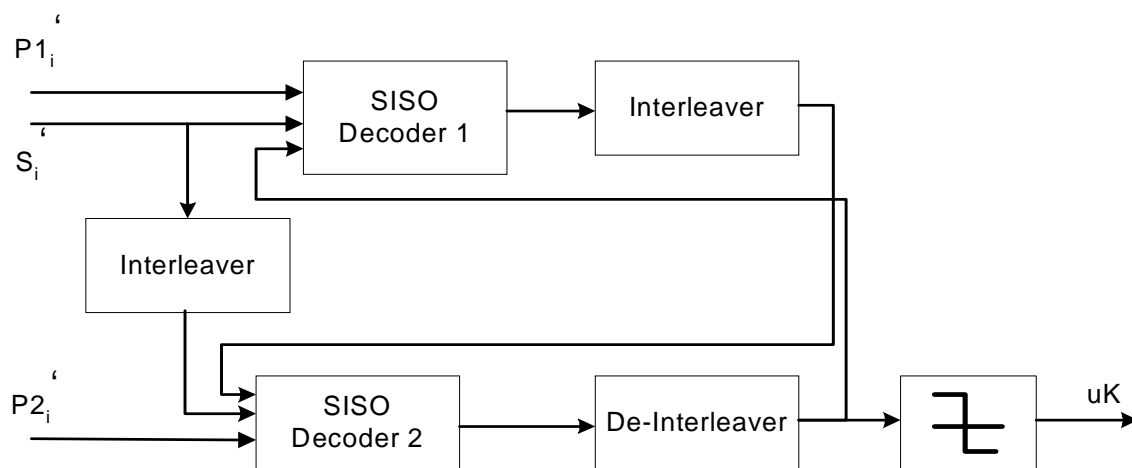 P1i‘
SISO
Decoder 1
Interleaver
Si‘
Interleaver
P2i‘
SISO
Decoder 2
De-Interleaver
uK